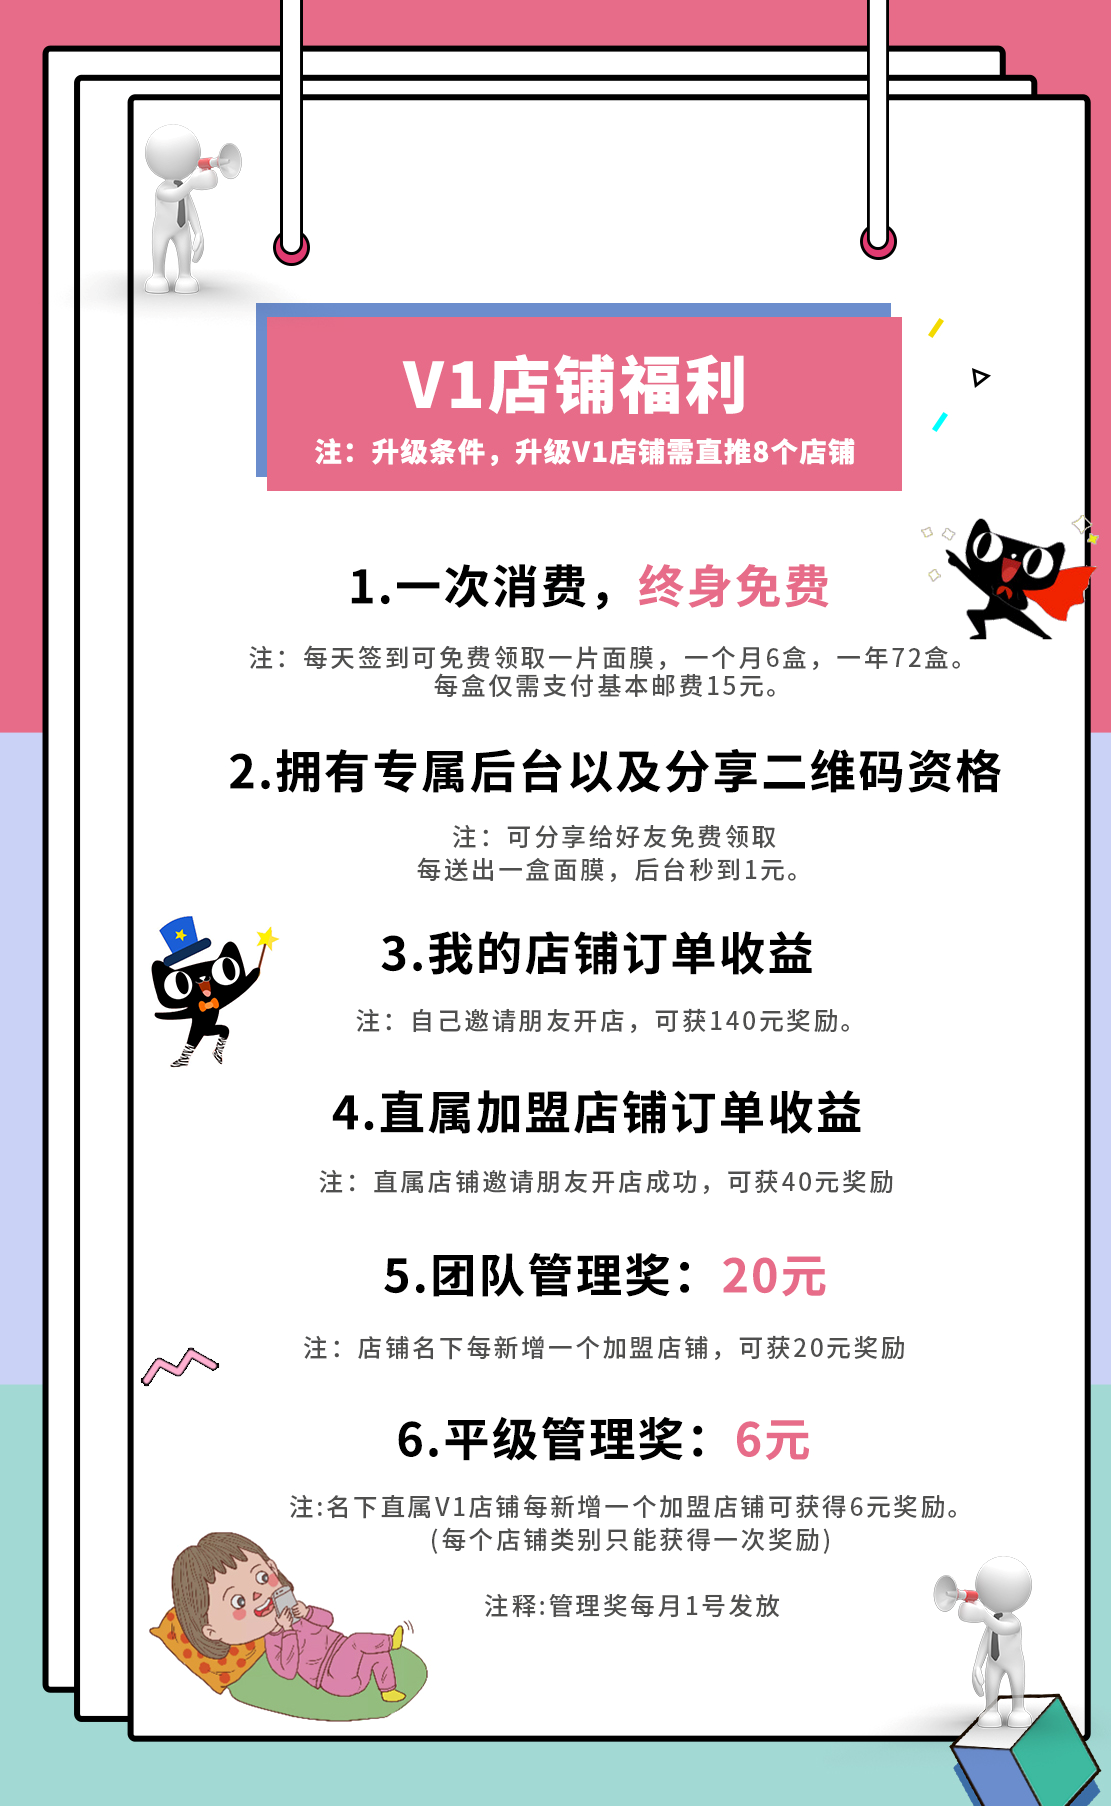 V1店铺福利
注：升级条件，升级V1店铺需直推8个店铺
1.一次消费，终身免费
注：每天签到可免费领取一片面膜，一个月6盒，一年72盒。
每盒仅需支付基本邮费15元。
2.拥有专属后台以及分享二维码资格
注：可分享给好友免费领取
每送出一盒面膜，后台秒到1元。
3.我的店铺订单收益
注：自己邀请朋友开店，可获140元奖励。
4.直属加盟店铺订单收益
注：直属店铺邀请朋友开店成功，可获40元奖励
5.团队管理奖：20元
注：店铺名下每新增一个加盟店铺，可获20元奖励
6.平级管理奖：6元
注:名下直属V1店铺每新增一个加盟店铺可获得6元奖励。
(每个店铺类别只能获得一次奖励)
注释:管理奖每月1号发放